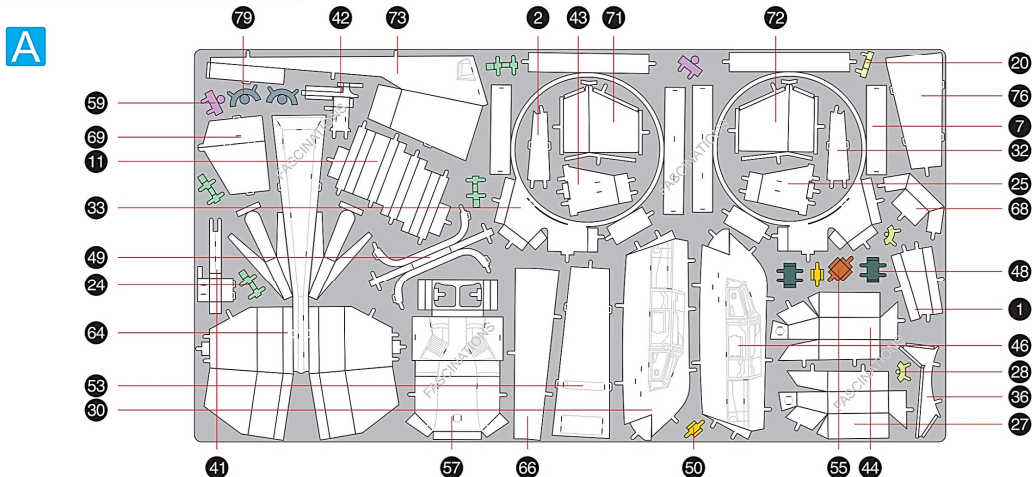 A
79 42 73 2 43 71 72
59
69
11
33
49
24
64
53
30
20
76
7
32
25
68
48
1
46
28
36
27
41 57 66 50 55 44
FASCINATIONS
FASCINATIONS
FASCINATIONS
FASCINATIONS
FASCINATIONS
FASCINATIONS